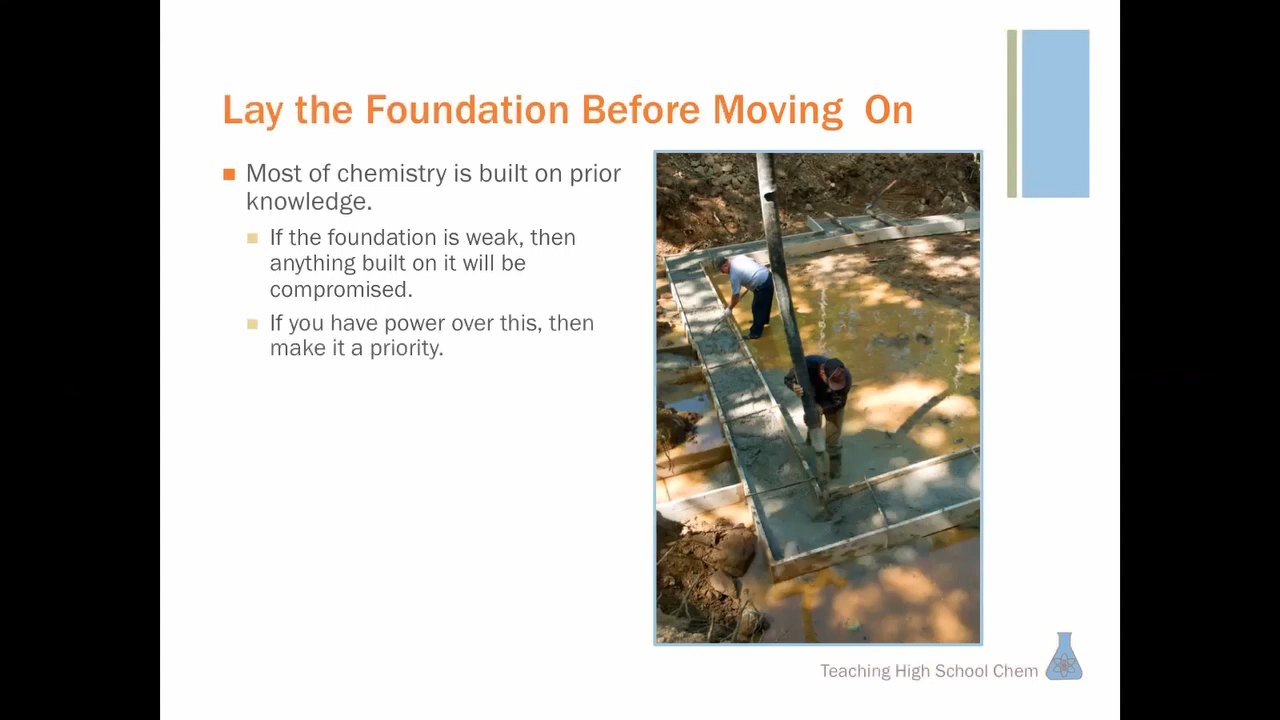 Lay the Foundation Before Moving  On
Most of chemistry is built on prior
knowledge.
If the foundation is weak, then
anything built on it will be
compromised.
If you have power over this, then
make it a priority.
Teaching High School Chem